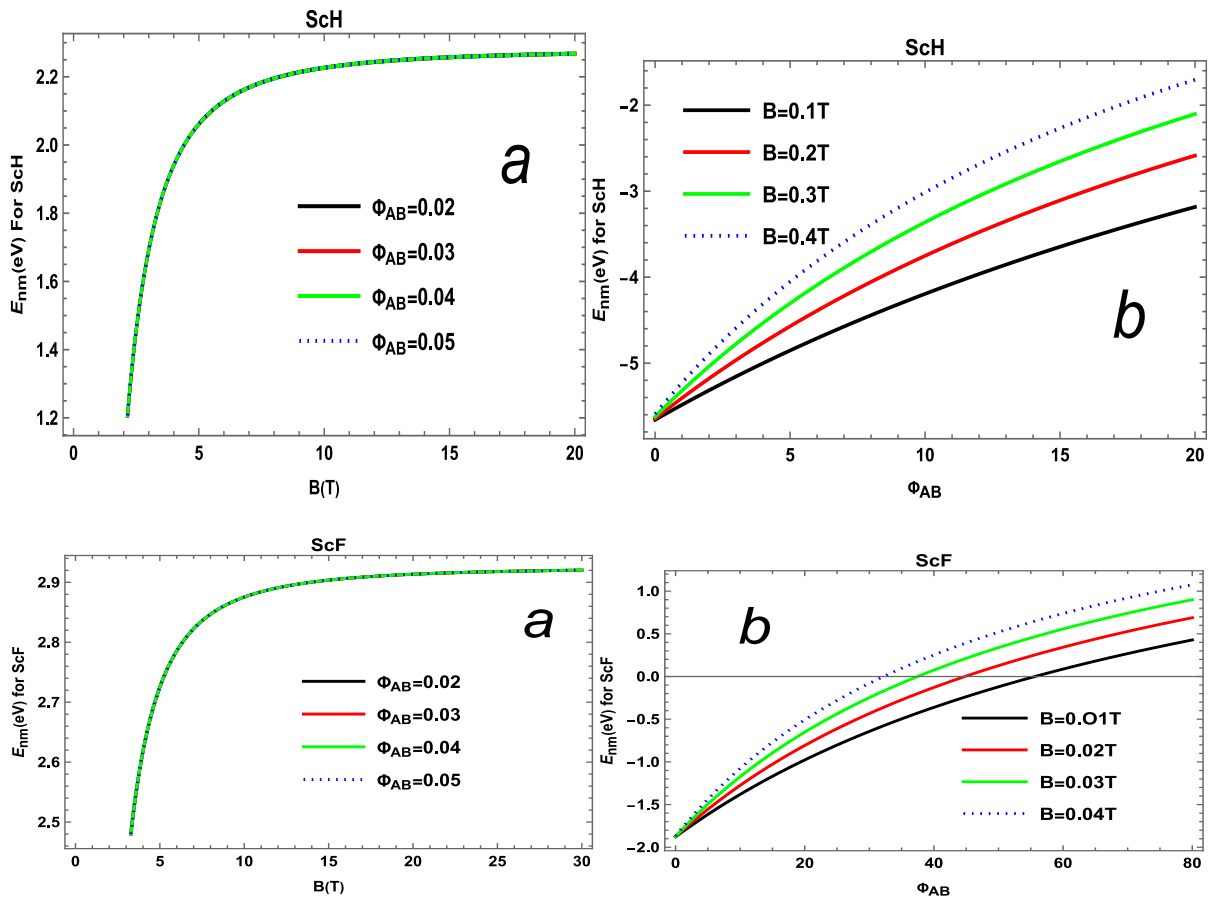 ScH
E_nm(eV) For ScH
2.2
2.0
1.8
1.6
1.4
1.2
a
Φ_AB=0.02
Φ_AB=0.03
Φ_AB=0.04
Φ_AB=0.05
0 5 10 15 20
B(T)
ScH
E_nm(eV) for ScH
−2
−3
−4
−5
B=0.1T
B=0.2T
B=0.3T
B=0.4T
b
0 5 10 15 20
Φ_AB
ScF
E_nm(eV) for ScF
2.9
2.8
2.7
2.6
2.5
a
Φ_AB=0.02
Φ_AB=0.03
Φ_AB=0.04
Φ_AB=0.05
0 5 10 15 20 25 30
B(T)
ScF
E_nm(eV) for ScF
1.0
0.5
0.0
−0.5
−1.0
−1.5
−2.0
b
B=0.O1T
B=0.02T
B=0.03T
B=0.04T
0 20 40 60 80
Φ_AB